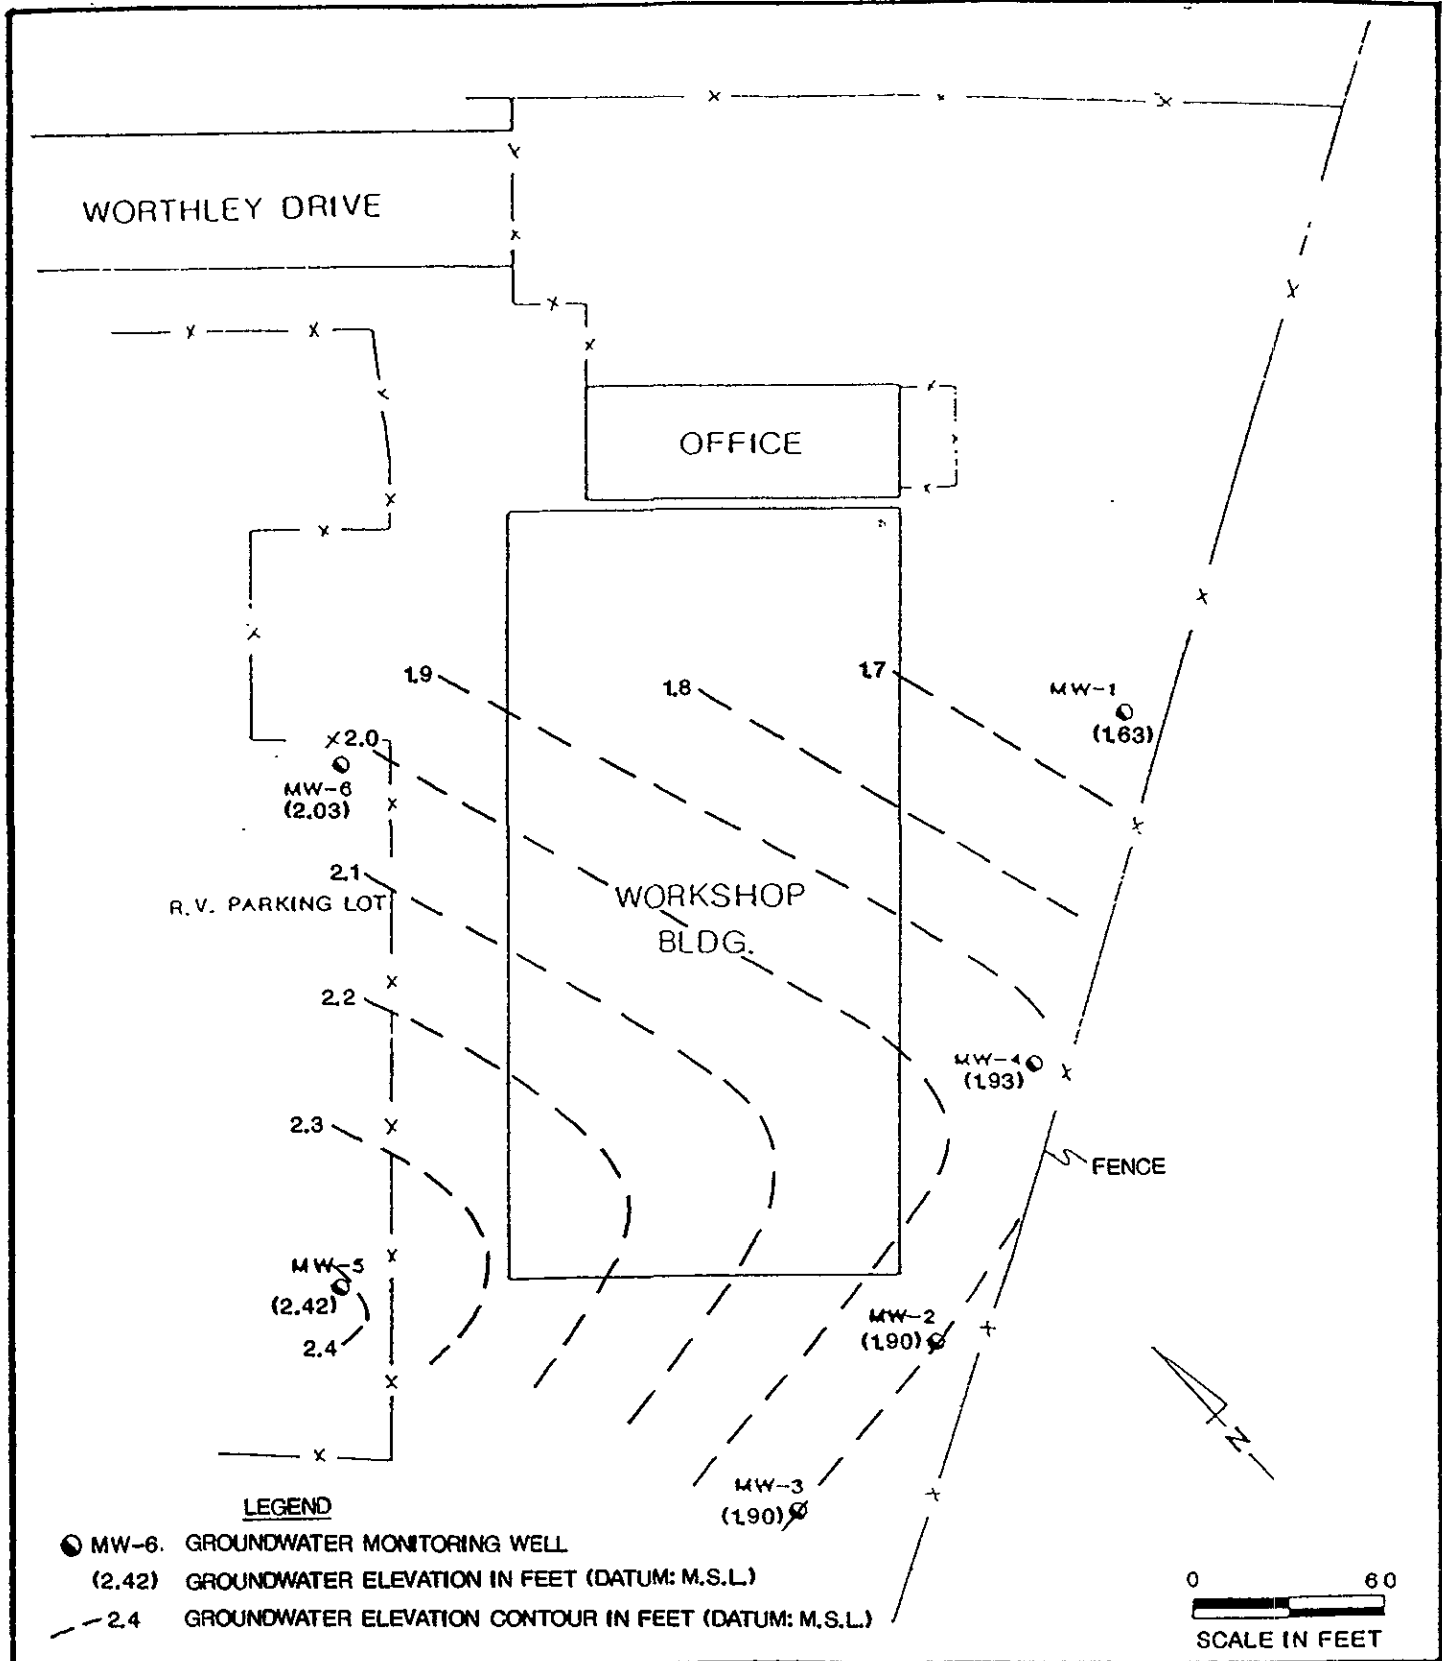 WORTHLEY DRIVE
OFFICE
1.9
1.8
1.7
MW-1
(1.63)
2.0
MW-6
(2.03)
2.1
R.V. PARKING LOT
WORKSHOP
BLDG.
2.2
MW-4
(1.93)
2.3
FENCE
MW-5
(2.42)
2.4
MW-2
(1.90)
N
MW-3
(1.90)
LEGEND
MW-6. GROUNDWATER MONITORING WELL
(2.42) GROUNDWATER ELEVATION IN FEET (DATUM: M.S.L.)
2.4 GROUNDWATER ELEVATION CONTOUR IN FEET (DATUM: M.S.L.)
0 60
SCALE IN FEET